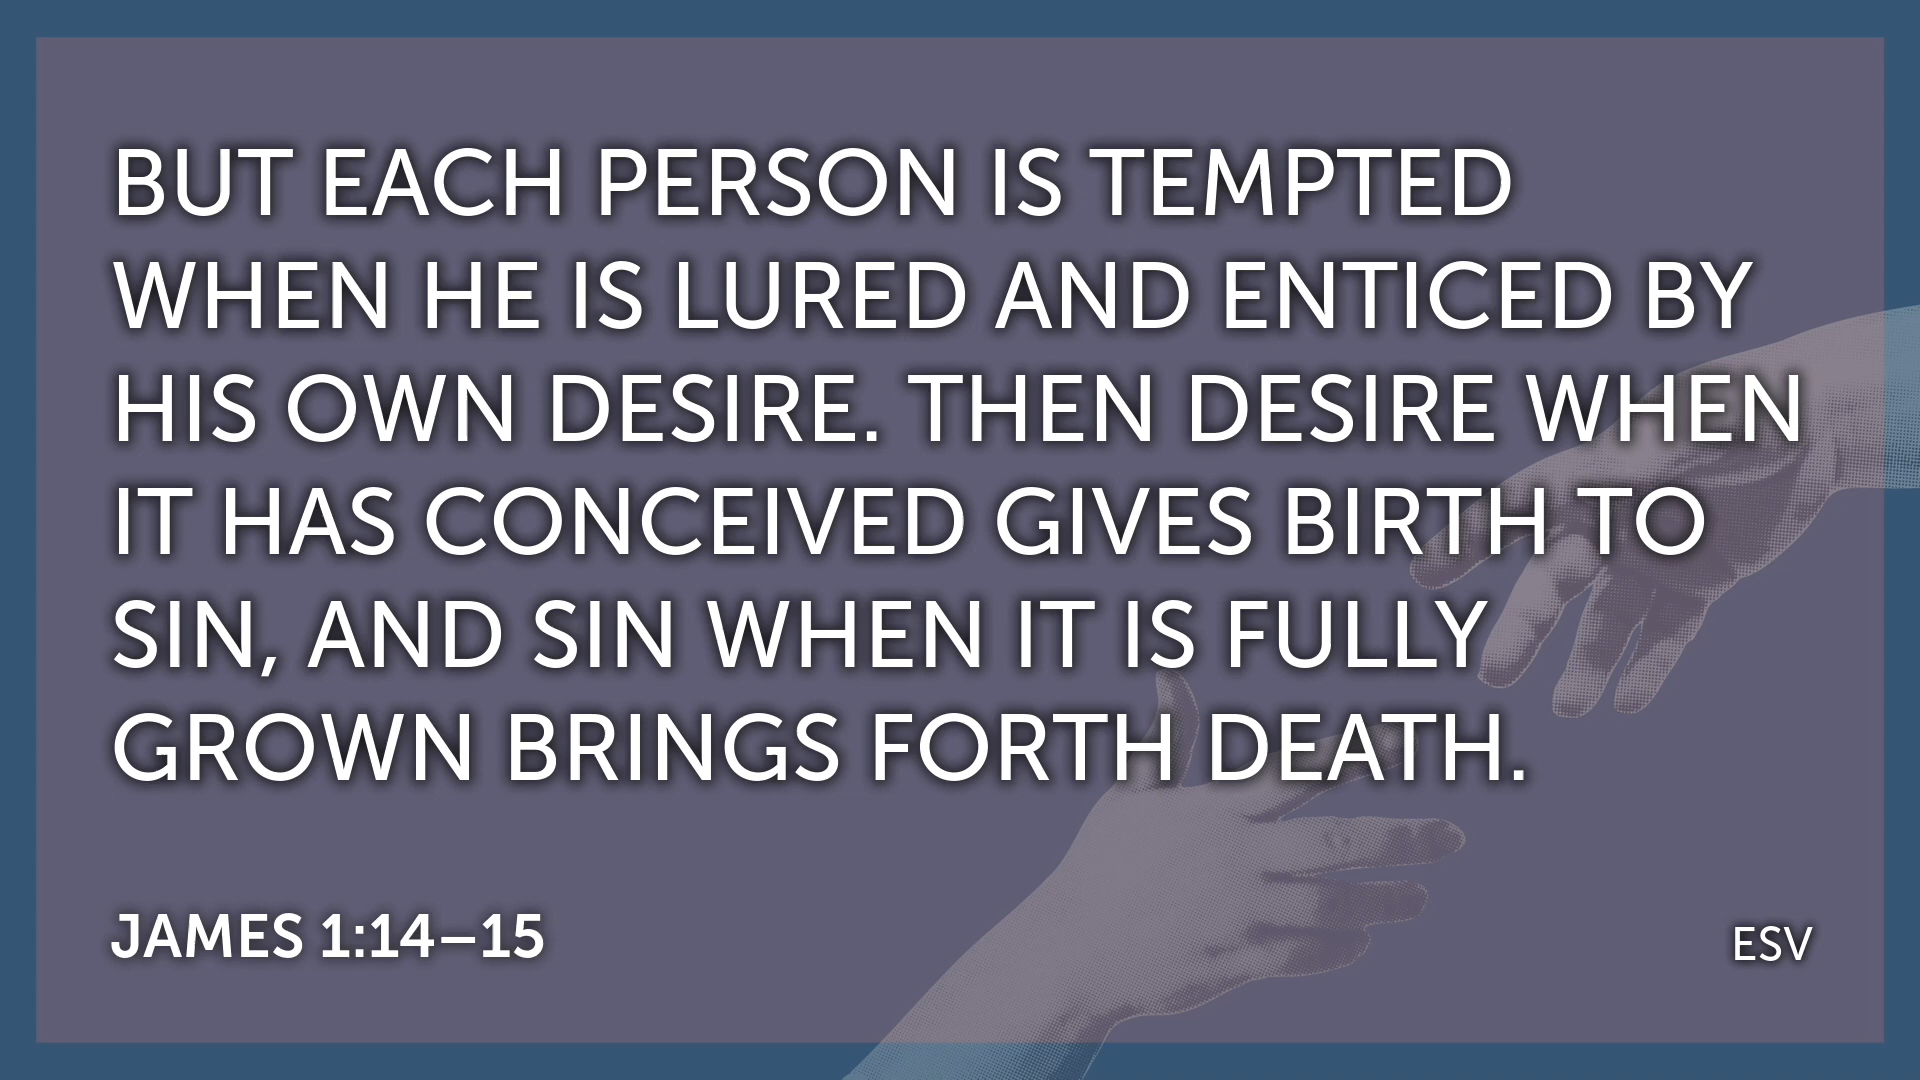 BUT EACH PERSON IS TEMPTED
WHEN HE IS LURED AND ENTICED BY
HIS OWN DESIRE. THEN DESIRE WHEN
IT HAS CONCEIVED GIVES BIRTH TO
SIN, AND SIN WHEN IT IS FULLY
GROWN BRINGS FORTH DEATH.
JAMES 1:14–15
ESV